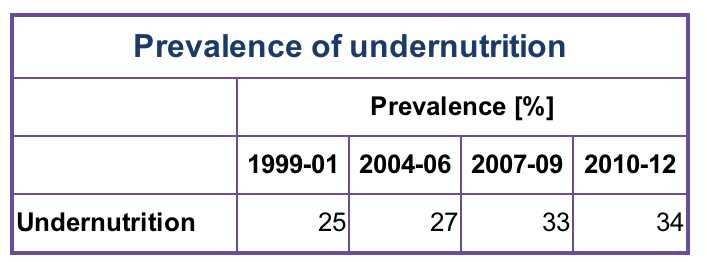 Prevalence of undernutrition
Prevalence [%]
1999-01 2004-06 2007-09 2010-12
Undernutrition 25 27 33 34